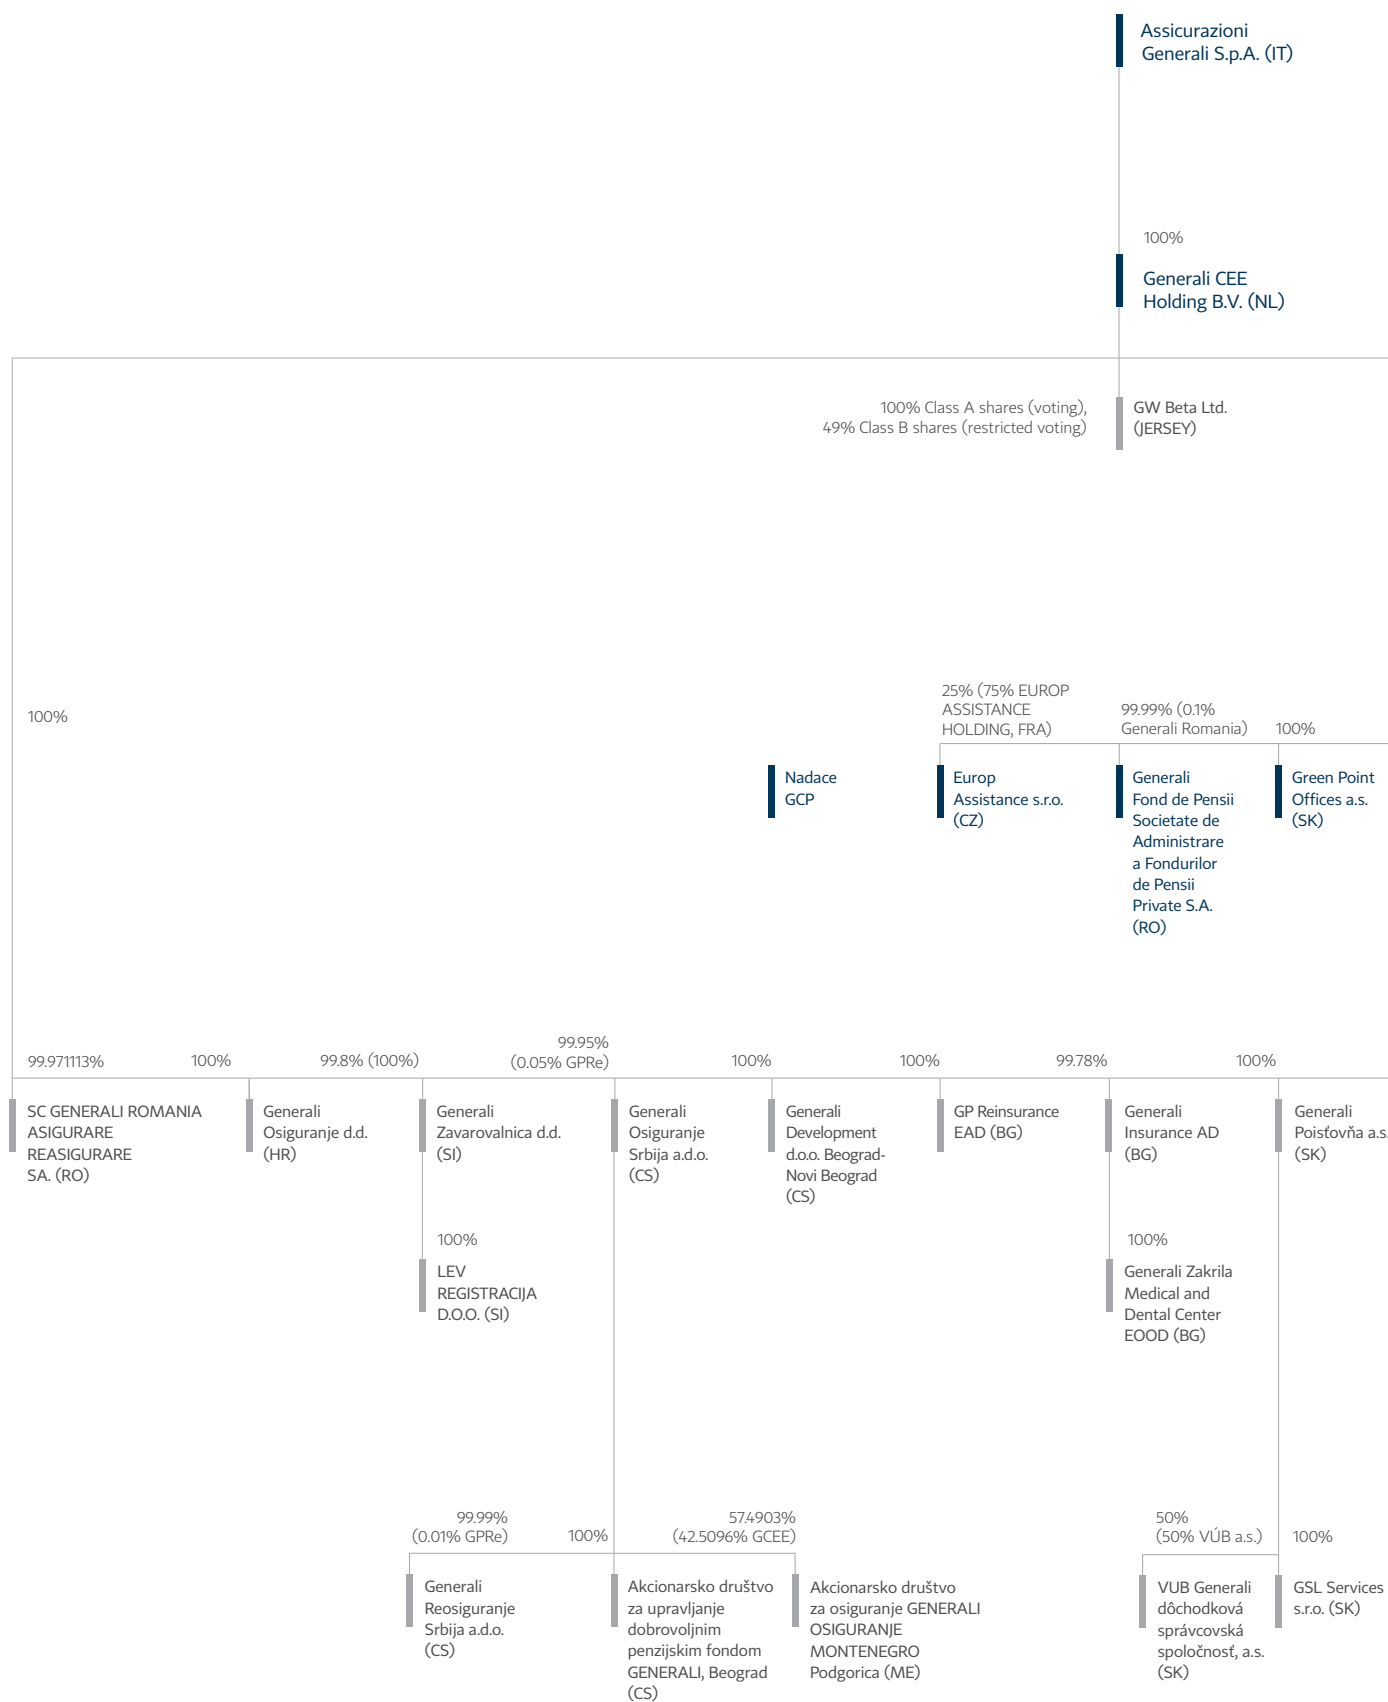 Assicurazioni
Generali S.p.A. (IT)
100%
Generali CEE
Holding B.V. (NL)
100% Class A shares (voting),
49% Class B shares (restricted voting)
GW Beta Ltd.
(JERSEY)
100%
25% (75% EUROP
ASSISTANCE
HOLDING, FRA)
99.99% (0.1%
Generali Romania)
100%
Nadace
GCP
Europ
Assistance s.r.o.
(CZ)
Generali
Fond de Pensii
Societate de
Administrare
a Fondurilor
de Pensii
Private S.A.
(RO)
Green Point
Offices a.s.
(SK)
99.971113%
100%
99.8% (100%)
99.95%
(0.05% GPRe)
100%
100%
99.78%
100%
SC GENERALI ROMANIA
ASIGURARE
REASIGURARE
SA. (RO)
Generali
Osiguranje d.d.
(HR)
Generali
Zavarovalnica d.d.
(SI)
Generali
Osiguranje
Srbija a.d.o.
(CS)
Generali
Development
d.o.o. Beograd-
Novi Beograd
(CS)
GP Reinsurance
EAD (BG)
Generali
Insurance AD
(BG)
Generali
Poisťovňa a.s.
(SK)
100%
LEV
REGISTRACIJA
D.O.O. (SI)
100%
Generali Zakrila
Medical and
Dental Center
EOOD (BG)
99.99%
(0.01% GPRe)
100%
57.4903%
(42.5096% GCEE)
50%
(50% VÚB a.s.)
100%
Generali
Reosiguranje
Srbija a.d.o.
(CS)
Akcionarsko društvo
za upravljanje
dobrovoljnim
penzijskim fondom
GENERALI, Beograd
(CS)
Akcionarsko društvo
za osiguranje GENERALI
OSIGURANJE
MONTENEGRO
Podgorica (ME)
VUB Generali
dôchodková
správcovská
spoločnosť, a.s.
(SK)
GSL Services
s.r.o. (SK)